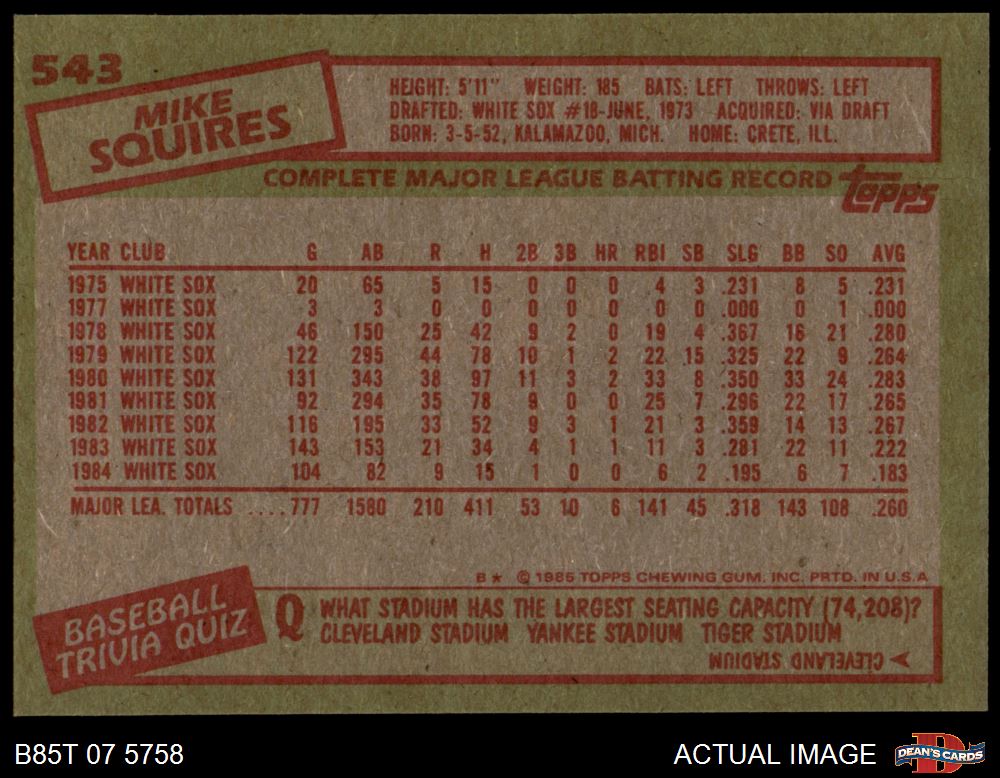 543
MIKE
SQUIRES
HEIGHT: 5'11" WEIGHT: 185 BATS: LEFT THROWS: LEFT
DRAFTED: WHITE SOX #18-JUNE, 1973 ACQUIRED: VIA DRAFT
BORN: 3-5-52, KALAMAZOO, MICH. HOME: CRETE, ILL.
COMPLETE MAJOR LEAGUE BATTING RECORD topps
YEAR CLUB G AB R H 2B 3B HR RBI SB SLG BB SO AVG
1975 WHITE SOX 20 65 5 15 0 0 0 4 3 .231 8 5 .231
1977 WHITE SOX 3 3 0 0 0 0 0 0 0 .000 0 1 .000
1978 WHITE SOX 46 150 25 42 9 2 0 19 4 .367 16 21 .280
1979 WHITE SOX 122 295 44 78 10 1 2 22 15 .325 22 9 .264
1980 WHITE SOX 131 343 38 97 11 3 2 33 8 .350 33 24 .283
1981 WHITE SOX 92 294 35 78 9 0 0 25 7 .296 22 17 .265
1982 WHITE SOX 116 195 33 52 9 3 1 21 3 .359 14 13 .267
1983 WHITE SOX 143 153 21 34 4 1 1 11 3 .281 22 11 .222
1984 WHITE SOX 104 82 9 15 1 0 0 6 2 .195 6 7 .183
MAJOR LEA. TOTALS ....777 1580 210 411 53 10 6 141 45 .318 143 108 .260
B★ © 1985 TOPPS CHEWING GUM, INC. PRTD. IN U.S.A
BASEBALL
TRIVIA QUIZ
Q WHAT STADIUM HAS THE LARGEST SEATING CAPACITY (74,208)?
CLEVELAND STADIUM YANKEE STADIUM TIGER STADIUM
CLEVELAND STADIUM
B85T 07 5758
ACTUAL IMAGE
DEAN'S CARDS